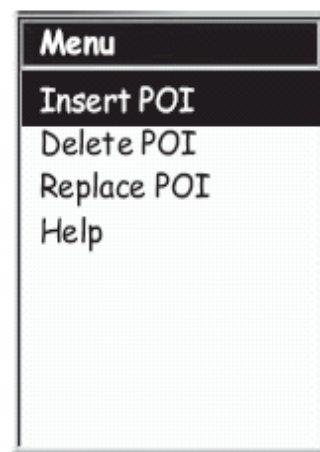 Menu
Insert POI
Delete POI
Replace POI
Help